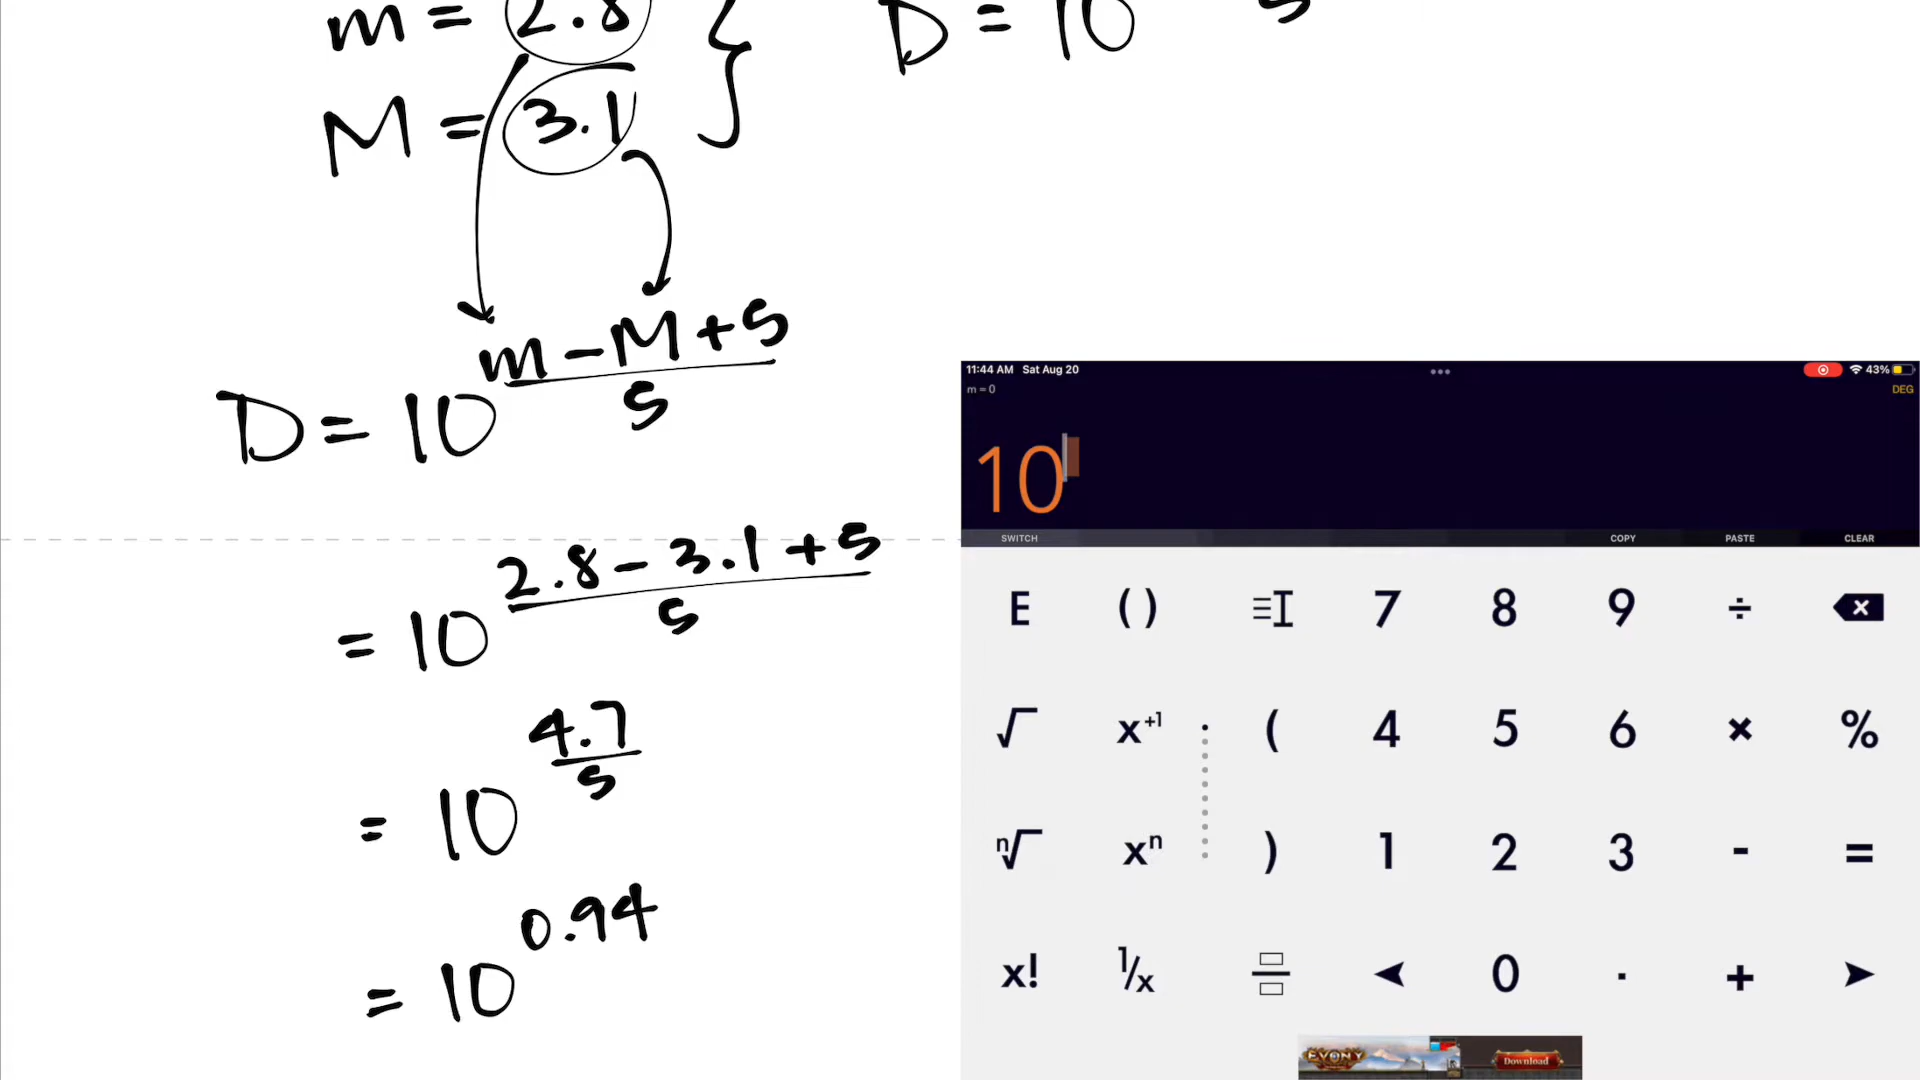 m = 2.8
D = 10 5
M = 3.1
m - M + 5
D = 10 5
2.8 - 3.1 + 5
= 10 5
4.7
= 10 5
0.94
= 10
11:44 AM Sat Aug 20 ••• 43%
m = 0 DEG
10
SWITCH COPY PASTE CLEAR
E ( ) 7 8 9 ÷ x
√ x+1 ( 4 5 6 × %
n√ xn ) 1 2 3 - =
x! 1/x 0 . +
EVONY Download